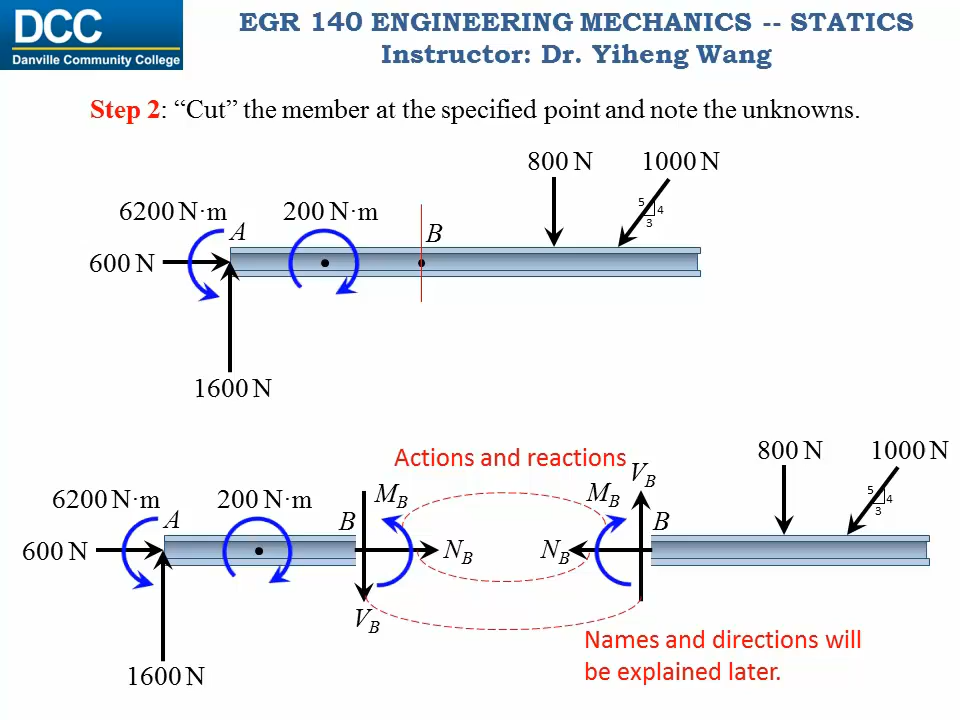 DCC
Danville Community College
EGR 140 ENGINEERING MECHANICS -- STATICS
Instructor: Dr. Yiheng Wang
Step 2: “Cut” the member at the specified point and note the unknowns.
800 N
1000 N
5
4
3
6200 N·m
200 N·m
A
B
600 N
1600 N
Actions and reactions
800 N
1000 N
5
4
3
6200 N·m
200 N·m
A
B
M_B
M_B
V_B
B
600 N
N_B
N_B
V_B
1600 N
Names and directions will
be explained later.